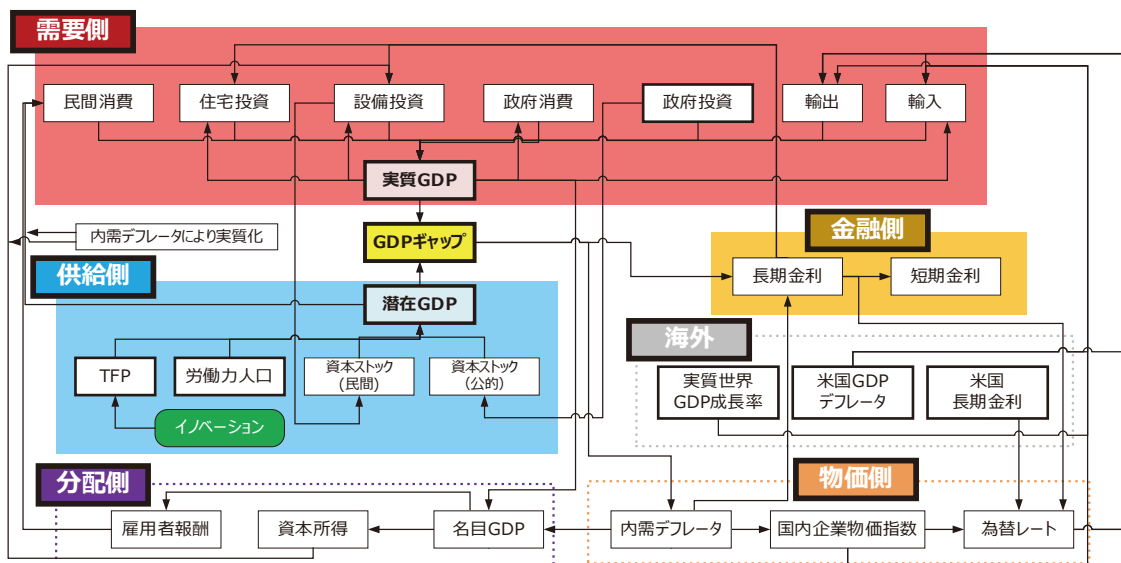 需要側
民間消費
住宅投資
設備投資
政府消費
政府投資
輸出
輸入
実質GDP
内需デフレータにより実質化
GDPギャップ
金融側
長期金利
短期金利
供給側
潜在GDP
TFP
労働力人口
資本ストック
(民間)
資本ストック
(公的)
イノベーション
海外
実質世界
GDP成長率
米国GDP
デフレータ
米国
長期金利
分配側
雇用者報酬
資本所得
名目GDP
物価側
内需デフレータ
国内企業物価指数
為替レート